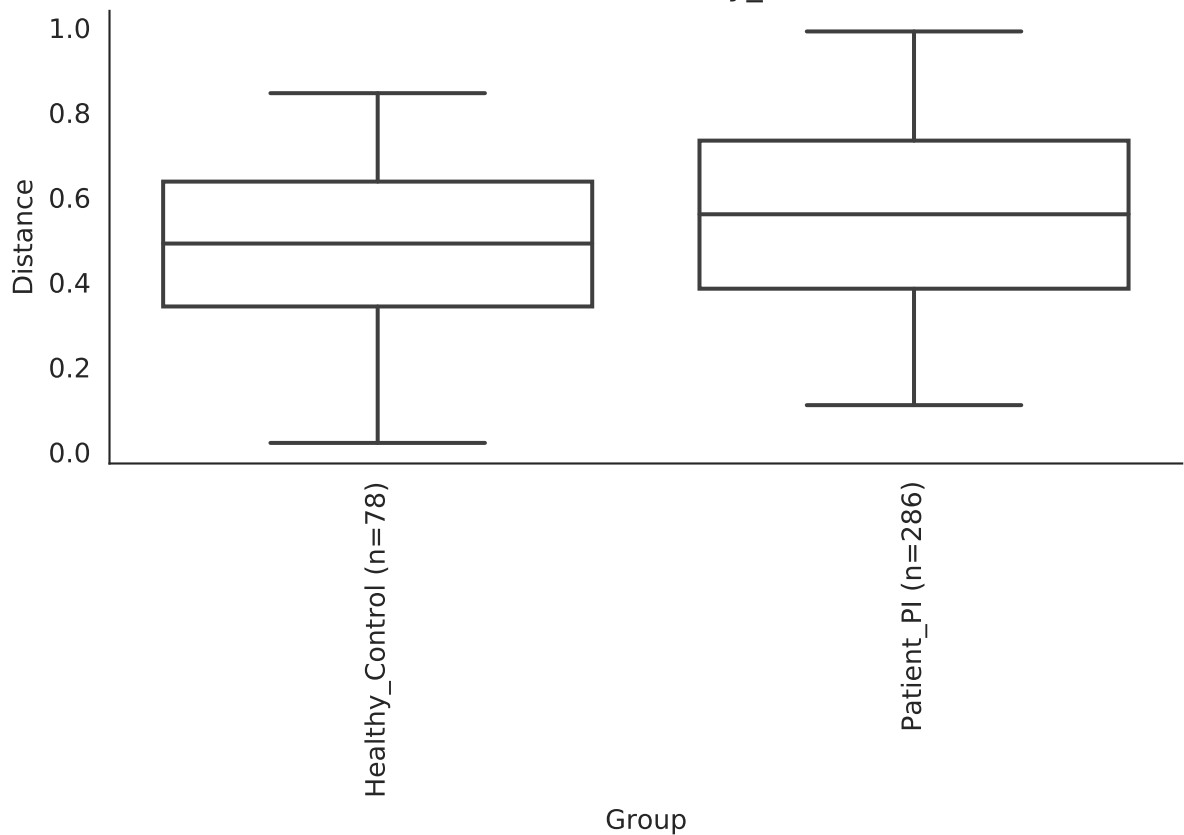 1.0
0.8
0.6
0.4
0.2
0.0
Distance
Healthy_Control (n=78)
Patient_PI (n=286)
Group